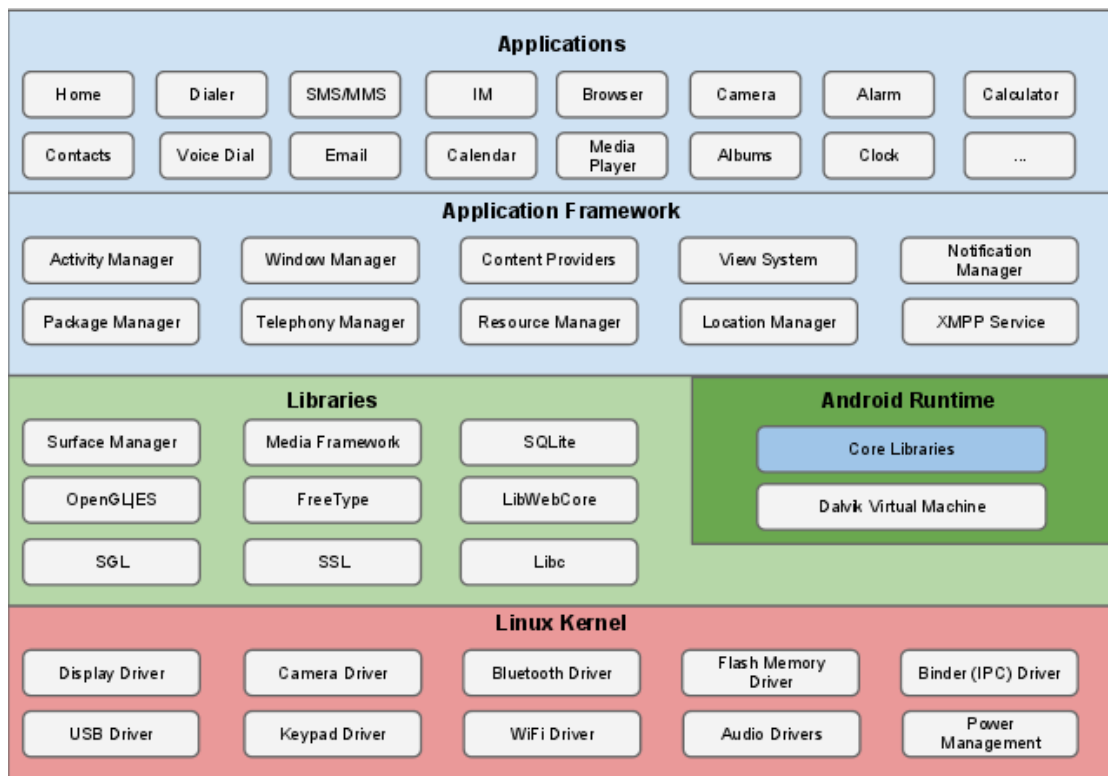 Applications
Home
Dialer
SMS/MMS
IM
Browser
Camera
Alarm
Calculator
Contacts
Voice Dial
Email
Calendar
Media
Player
Albums
Clock
...
Application Framework
Activity Manager
Window Manager
Content Providers
View System
Notification
Manager
Package Manager
Telephony Manager
Resource Manager
Location Manager
XMPP Service
Libraries
Surface Manager
Media Framework
SQLite
OpenGL|ES
FreeType
LibWebCore
SGL
SSL
Libc
Android Runtime
Core Libraries
Dalvik Virtual Machine
Linux Kernel
Display Driver
Camera Driver
Bluetooth Driver
Flash Memory
Driver
Binder (IPC) Driver
USB Driver
Keypad Driver
WiFi Driver
Audio Drivers
Power
Management